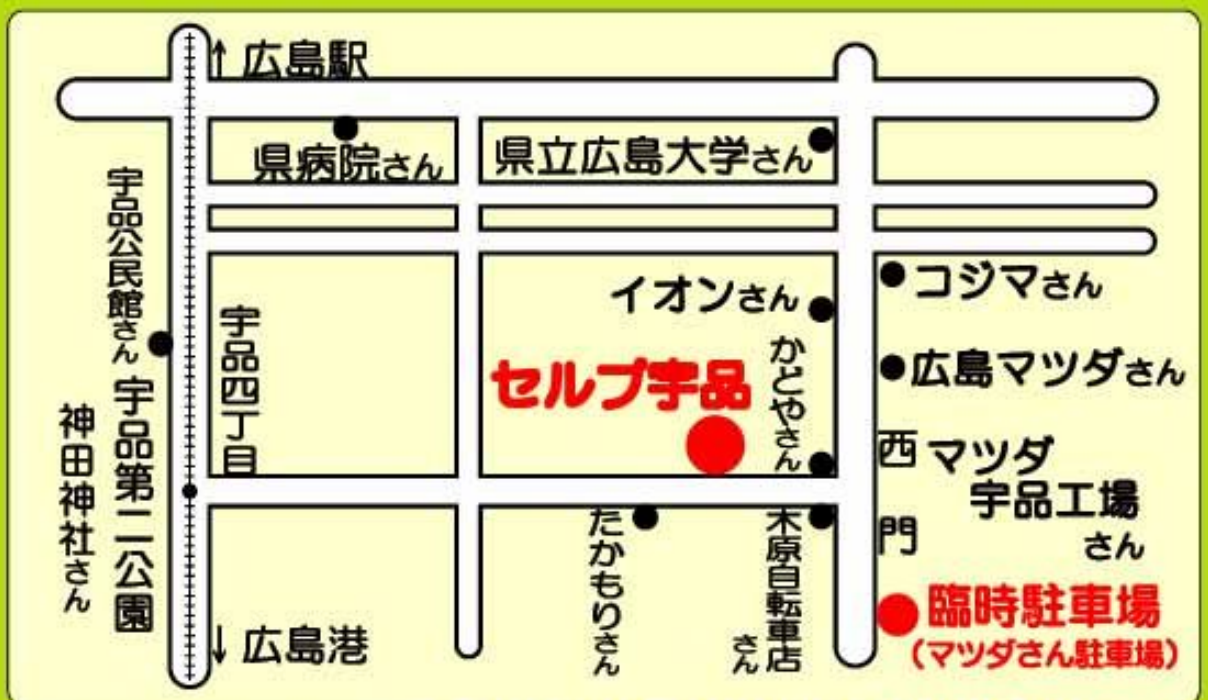 ↑ 広島駅
県病院さん
県立広島大学さん
宇品公民館さん
宇品四丁目
イオンさん
コジマさん
セルプ宇品
かどやさん
広島マツダさん
神田神社さん
宇品第二公園
西門
マツダ
宇品工場
さん
たかもりさん
木原自転車店
さん
臨時駐車場
(マツダさん駐車場)
↓ 広島港